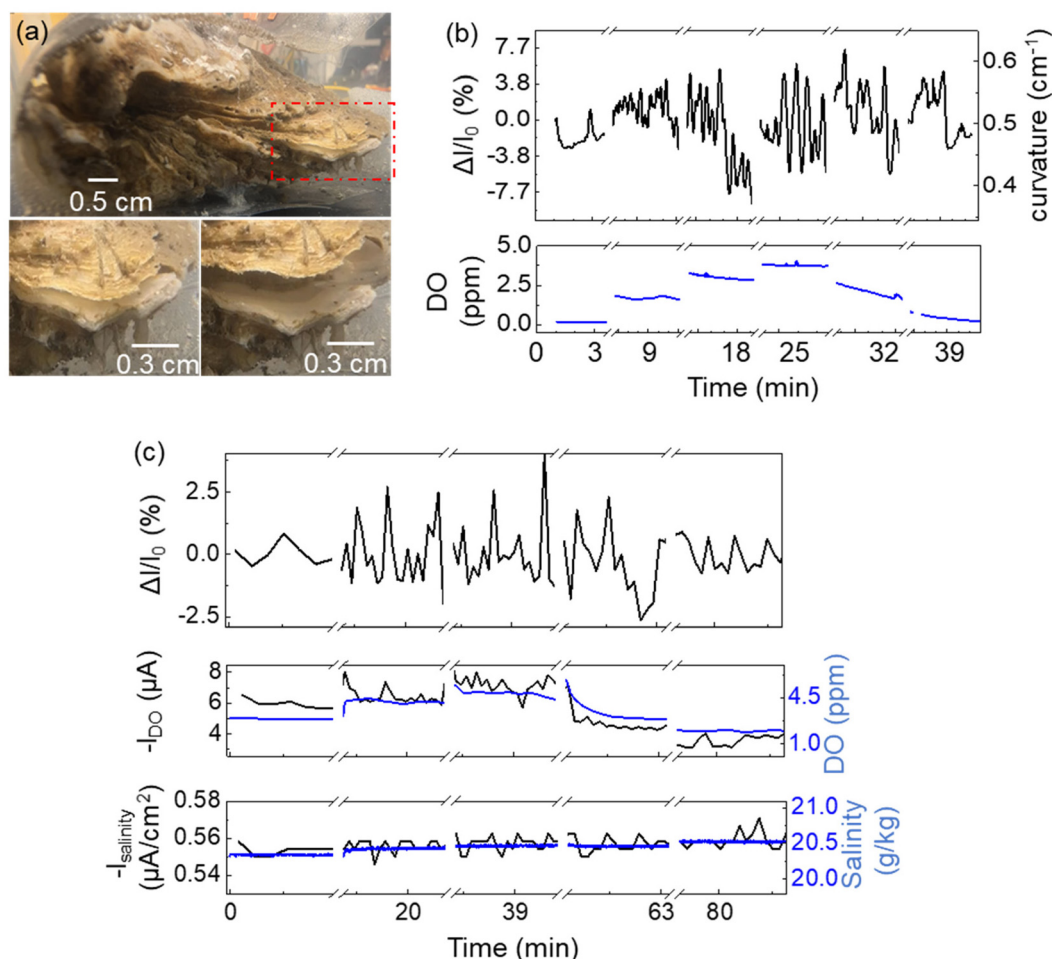 (a)
0.5 cm
0.3 cm
0.3 cm
(b)
ΔI/I₀ (%)
7.7
3.8
0.0
-3.8
-7.7
0.6
0.5
0.4
curvature (cm⁻¹)
DO
(ppm)
5.0
2.5
0.0
0 3 9 18 25 32 39
Time (min)
(c)
ΔI/I₀ (%)
2.5
0.0
-2.5
-I_DO (μA)
8
6
4
4.5
1.0
DO (ppm)
-I_salinity
(μA/cm²)
0.58
0.56
0.54
21.0
20.5
20.0
Salinity
(g/kg)
0 20 39 63 80
Time (min)